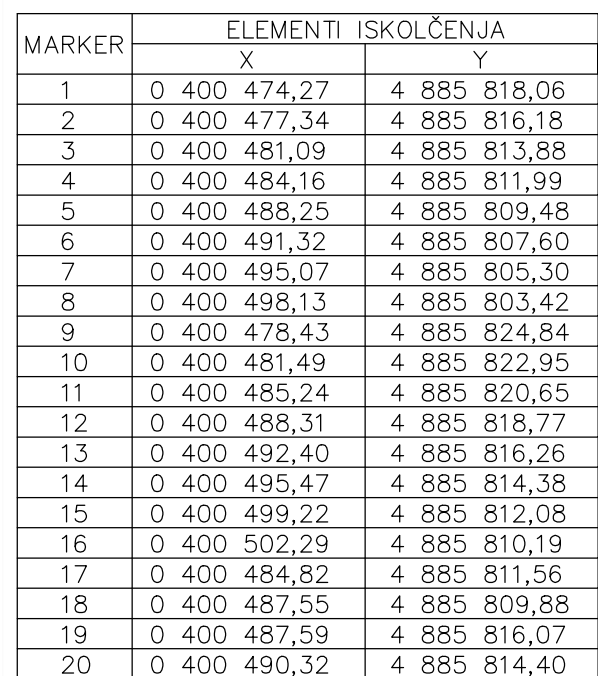 MARKER ELEMENTI ISKOLČENJA
X Y
1 0 400 474,27 4 885 818,06
2 0 400 477,34 4 885 816,18
3 0 400 481,09 4 885 813,88
4 0 400 484,16 4 885 811,99
5 0 400 488,25 4 885 809,48
6 0 400 491,32 4 885 807,60
7 0 400 495,07 4 885 805,30
8 0 400 498,13 4 885 803,42
9 0 400 478,43 4 885 824,84
10 0 400 481,49 4 885 822,95
11 0 400 485,24 4 885 820,65
12 0 400 488,31 4 885 818,77
13 0 400 492,40 4 885 816,26
14 0 400 495,47 4 885 814,38
15 0 400 499,22 4 885 812,08
16 0 400 502,29 4 885 810,19
17 0 400 484,82 4 885 811,56
18 0 400 487,55 4 885 809,88
19 0 400 487,59 4 885 816,07
20 0 400 490,32 4 885 814,40